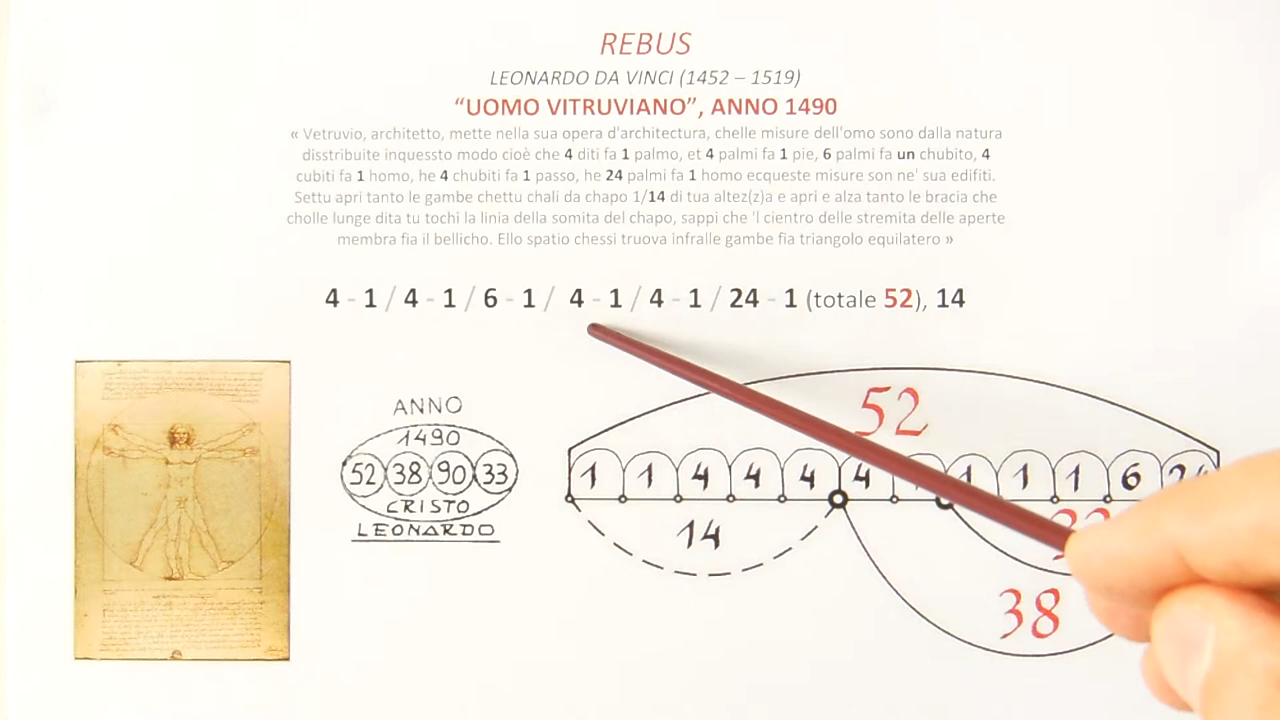 REBUS
LEONARDO DA VINCI (1452 – 1519)
“UOMO VITRUVIANO”, ANNO 1490
« Vetruvio, architetto, mette nella sua opera d'architectura, chelle misure dell'omo sono dalla natura
disstribuite inquessto modo cioè che 4 diti fa 1 palmo, et 4 palmi fa 1 pie, 6 palmi fa un chubito, 4
cubiti fa 1 homo, he 4 chubiti fa 1 passo, he 24 palmi fa 1 homo ecqueste misure son ne' sua edifiti.
Settu apri tanto le gambe chettu chali da chapo 1/14 di tua altez(z)a e apri e alza tanto le bracia che
cholle lunge dita tu tochi la linia della somita del chapo, sappi che 'l cientro delle stremita delle aperte
membra fia il bellicho. Ello spatio chessi truova infralle gambe fia triangolo equilatero »
4 - 1 / 4 - 1 / 6 - 1 / 4 - 1 / 4 - 1 / 24 - 1 (totale 52), 14
ANNO
1490
52 38 90 33
CRISTO
LEONARDO
52
1 1 4 4 4 4 1 1 1 6
14
38